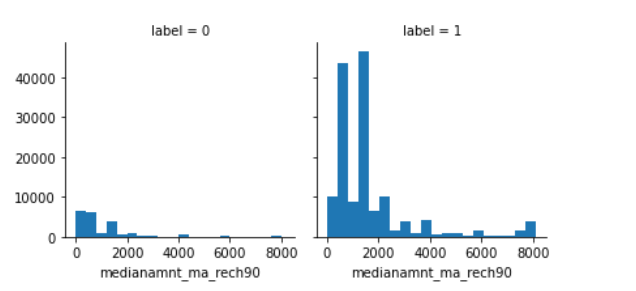 label = 0
label = 1
40000
30000
20000
10000
0
0 2000 4000 6000 8000
0 2000 4000 6000 8000
medianamnt_ma_rech90
medianamnt_ma_rech90